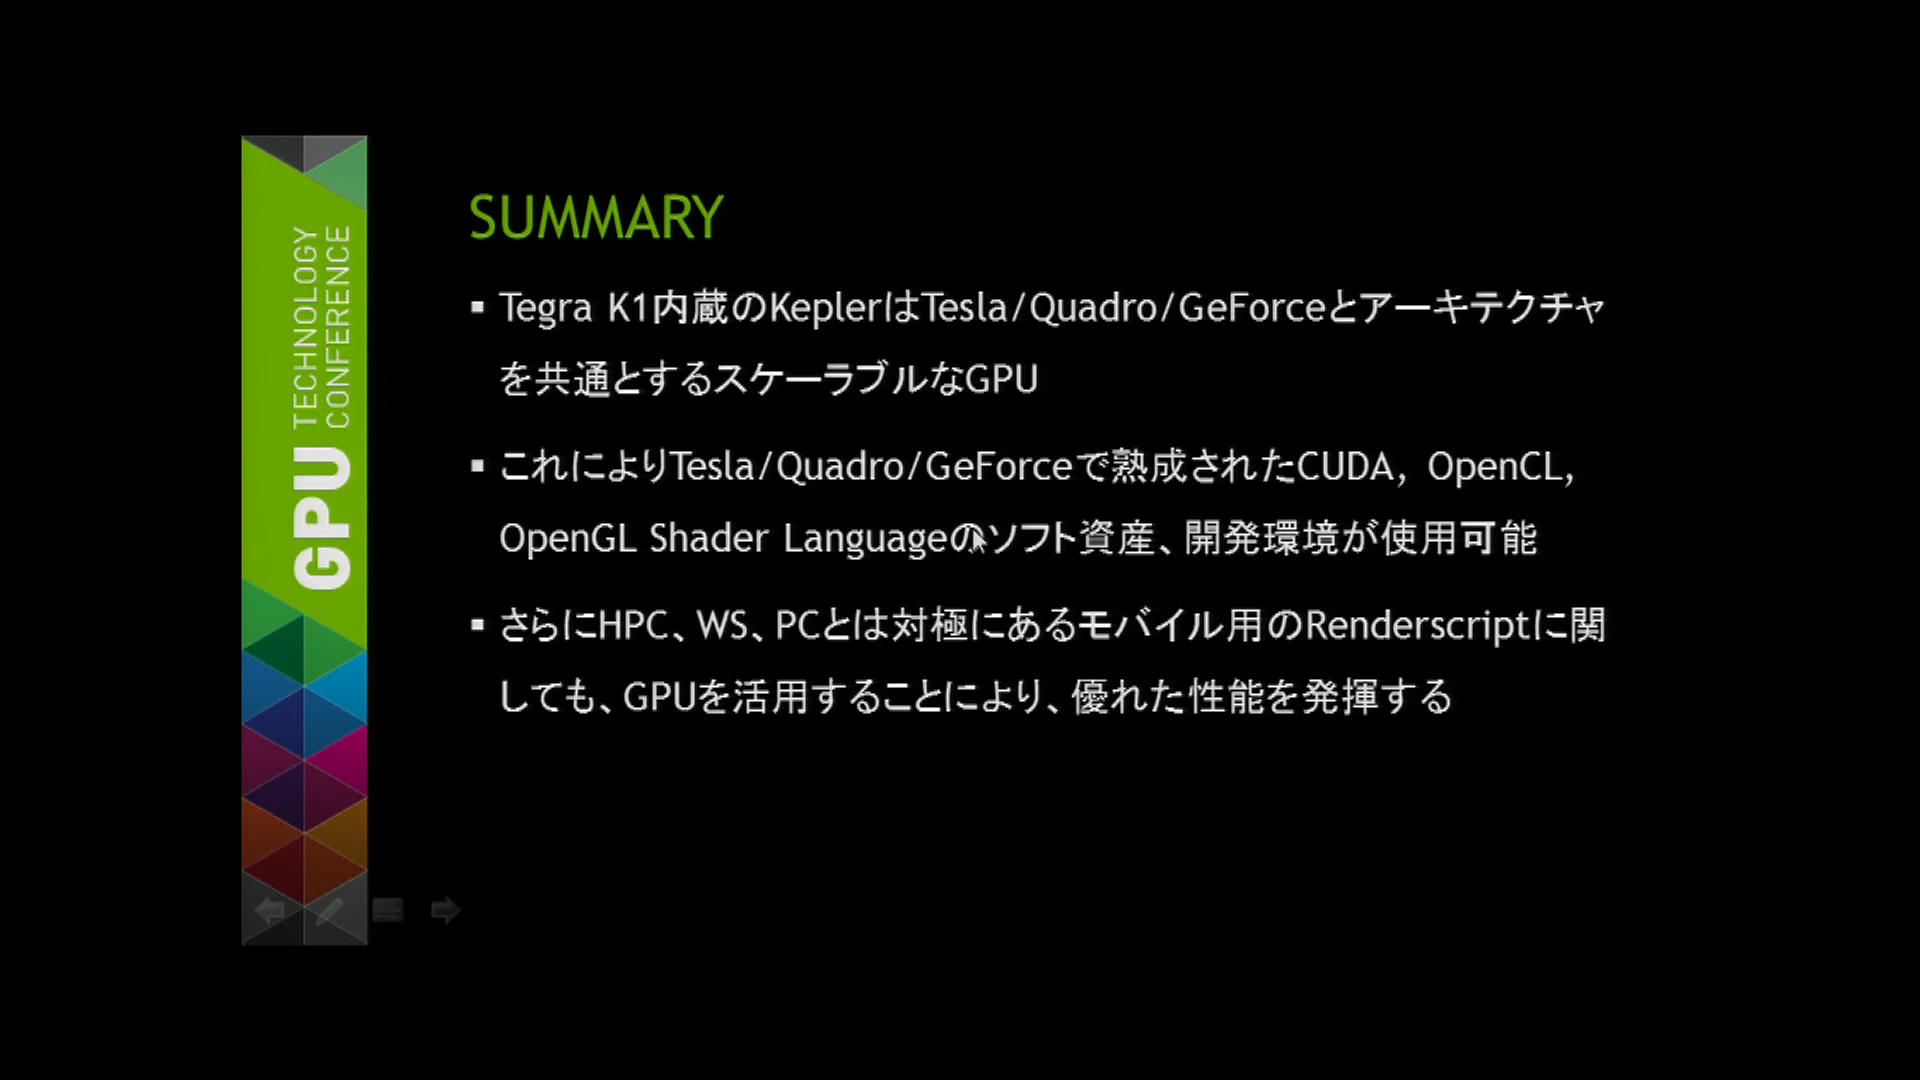 GPU TECHNOLOGY
CONFERENCE
SUMMARY
▪ Tegra K1内蔵のKeplerはTesla/Quadro/GeForceとアーキテクチャ
を共通とするスケーラブルなGPU
▪ これによりTesla/Quadro/GeForceで熟成されたCUDA, OpenCL,
OpenGL Shader Languageのソフト資産、開発環境が使用可能
▪ さらにHPC、WS、PCとは対極にあるモバイル用のRenderscriptに関
しても、GPUを活用することにより、優れた性能を発揮する